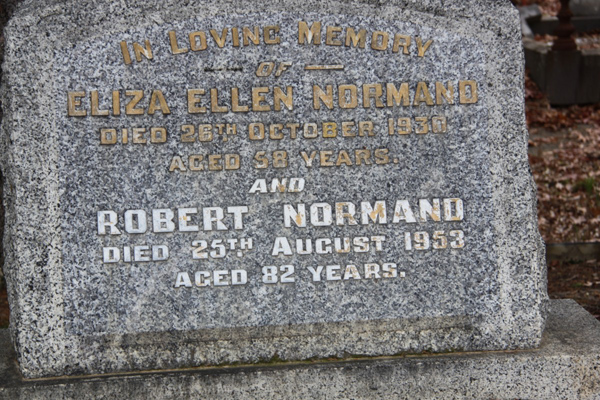 In Loving Memory
OF
ELIZA ELLEN NORMAND
DIED 26TH OCTOBER 1930
AGED 58 YEARS.
AND
ROBERT NORMAND
DIED 25TH AUGUST 1953
AGED 82 YEARS.